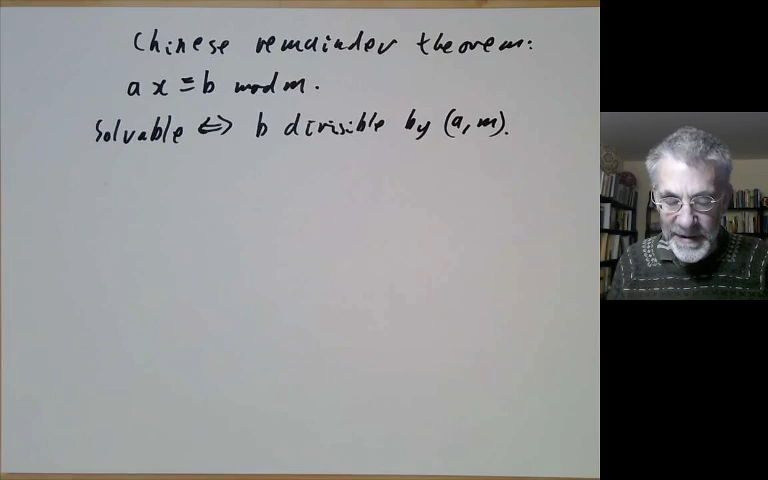 Chinese remainder theorem:
ax ≡ b mod m.
Solvable ⇔ b divisible by (a, m).